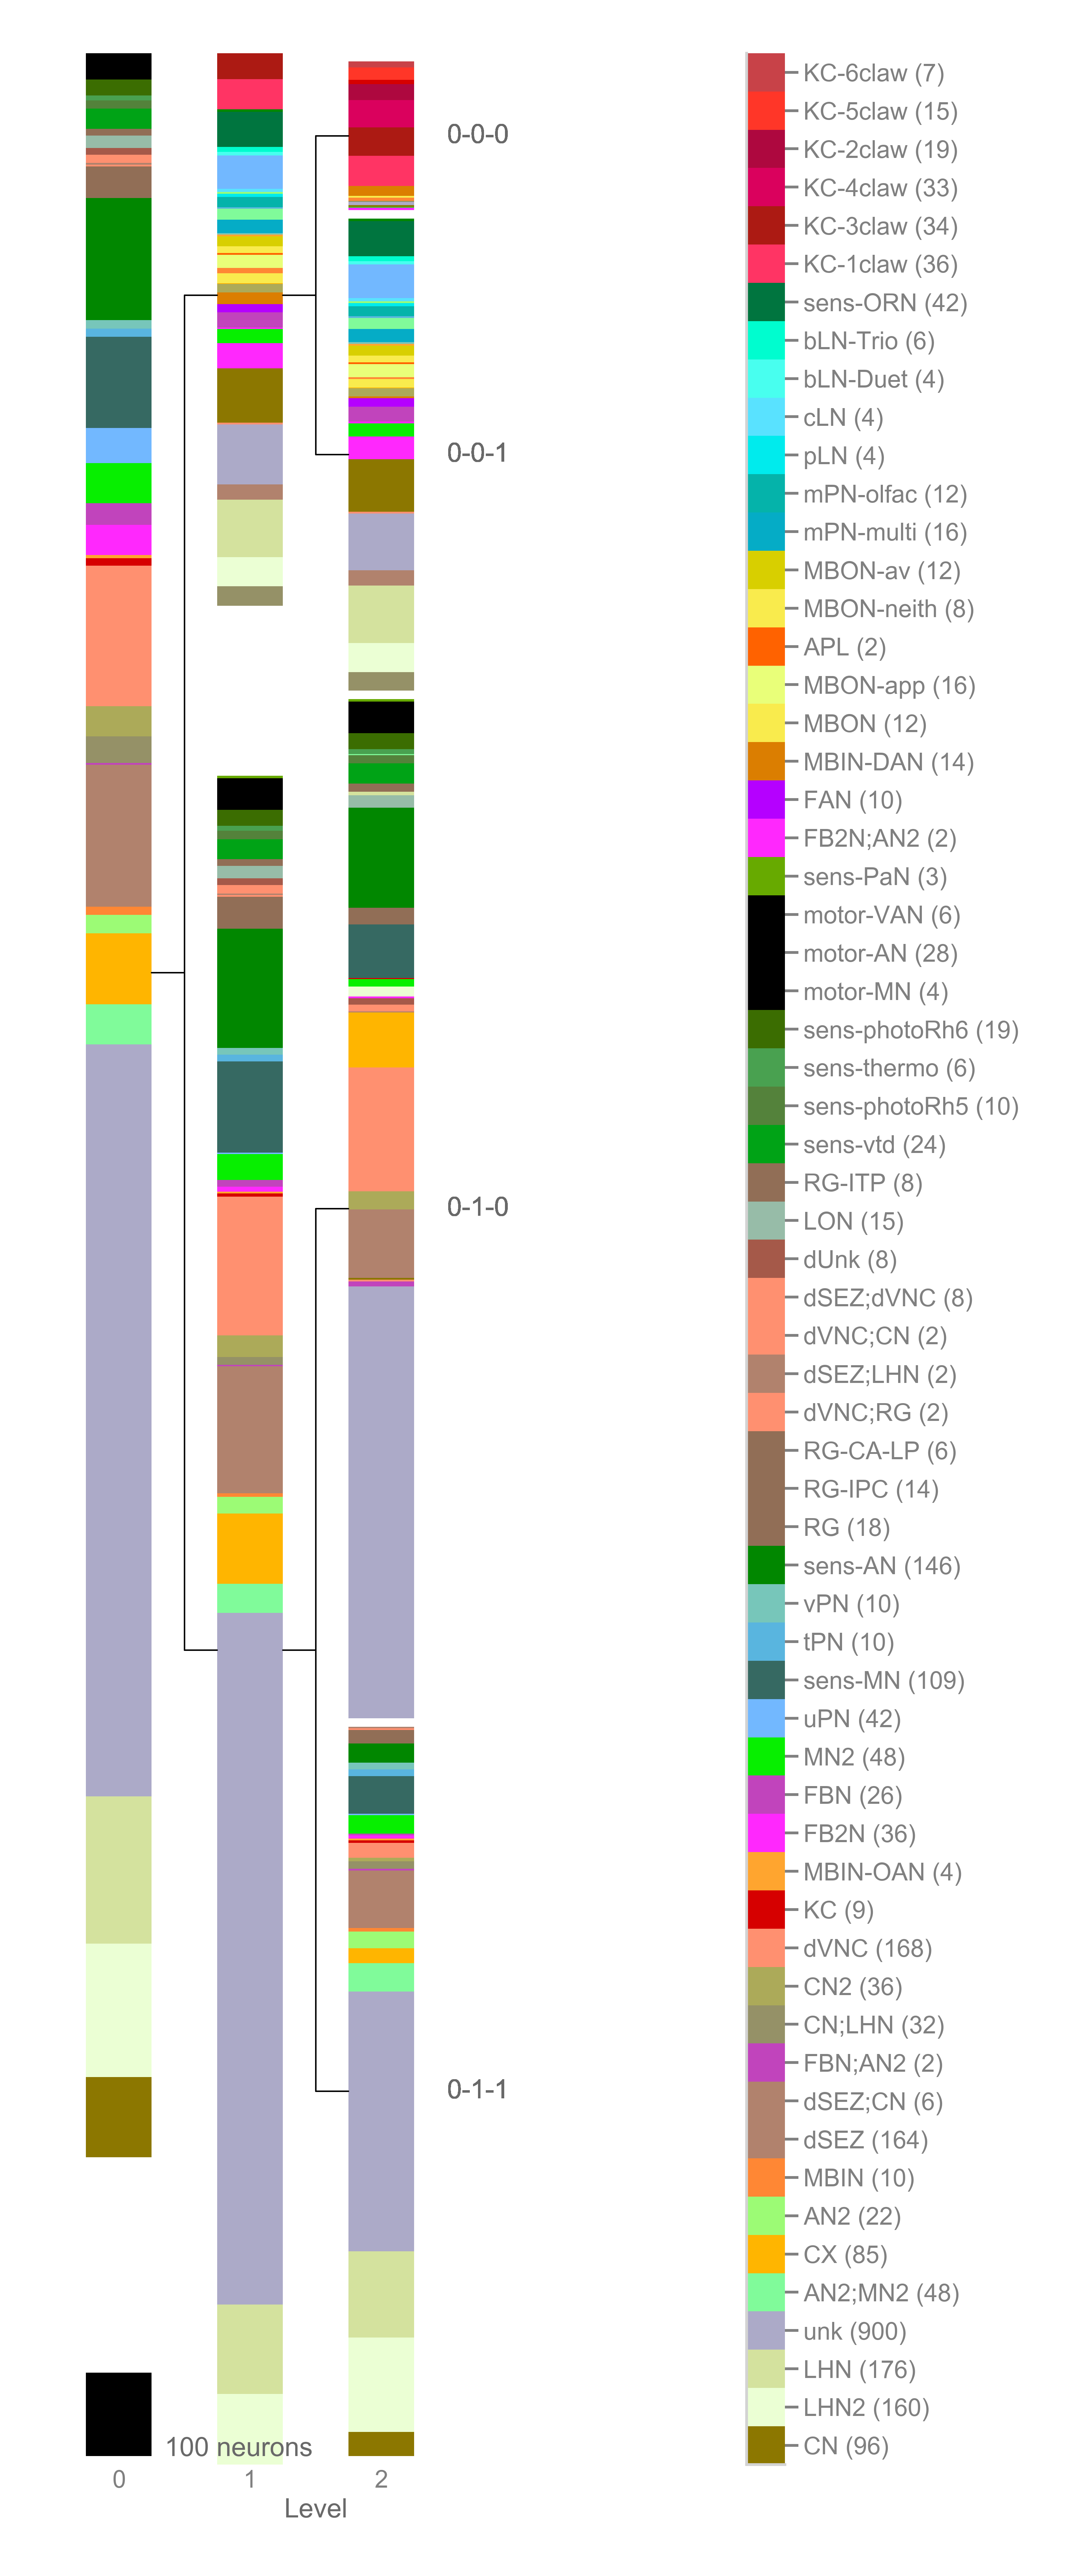 0-0-0
0-0-1
0-1-0
0-1-1
KC-6claw (7)
KC-5claw (15)
KC-2claw (19)
KC-4claw (33)
KC-3claw (34)
KC-1claw (36)
sens-ORN (42)
bLN-Trio (6)
bLN-Duet (4)
cLN (4)
pLN (4)
mPN-olfac (12)
mPN-multi (16)
MBON-av (12)
MBON-neith (8)
APL (2)
MBON-app (16)
MBON (12)
MBIN-DAN (14)
FAN (10)
FB2N;AN2 (2)
sens-PaN (3)
motor-VAN (6)
motor-AN (28)
motor-MN (4)
sens-photoRh6 (19)
sens-thermo (6)
sens-photoRh5 (10)
sens-vtd (24)
RG-ITP (8)
LON (15)
dUnk (8)
dSEZ;dVNC (8)
dVNC;CN (2)
dSEZ;LHN (2)
dVNC;RG (2)
RG-CA-LP (6)
RG-IPC (14)
RG (18)
sens-AN (146)
vPN (10)
tPN (10)
sens-MN (109)
uPN (42)
MN2 (48)
FBN (26)
FB2N (36)
MBIN-OAN (4)
KC (9)
dVNC (168)
CN2 (36)
CN;LHN (32)
FBN;AN2 (2)
dSEZ;CN (6)
dSEZ (164)
MBIN (10)
AN2 (22)
CX (85)
AN2;MN2 (48)
unk (900)
LHN (176)
LHN2 (160)
CN (96)
100 neurons
0 1 2
Level